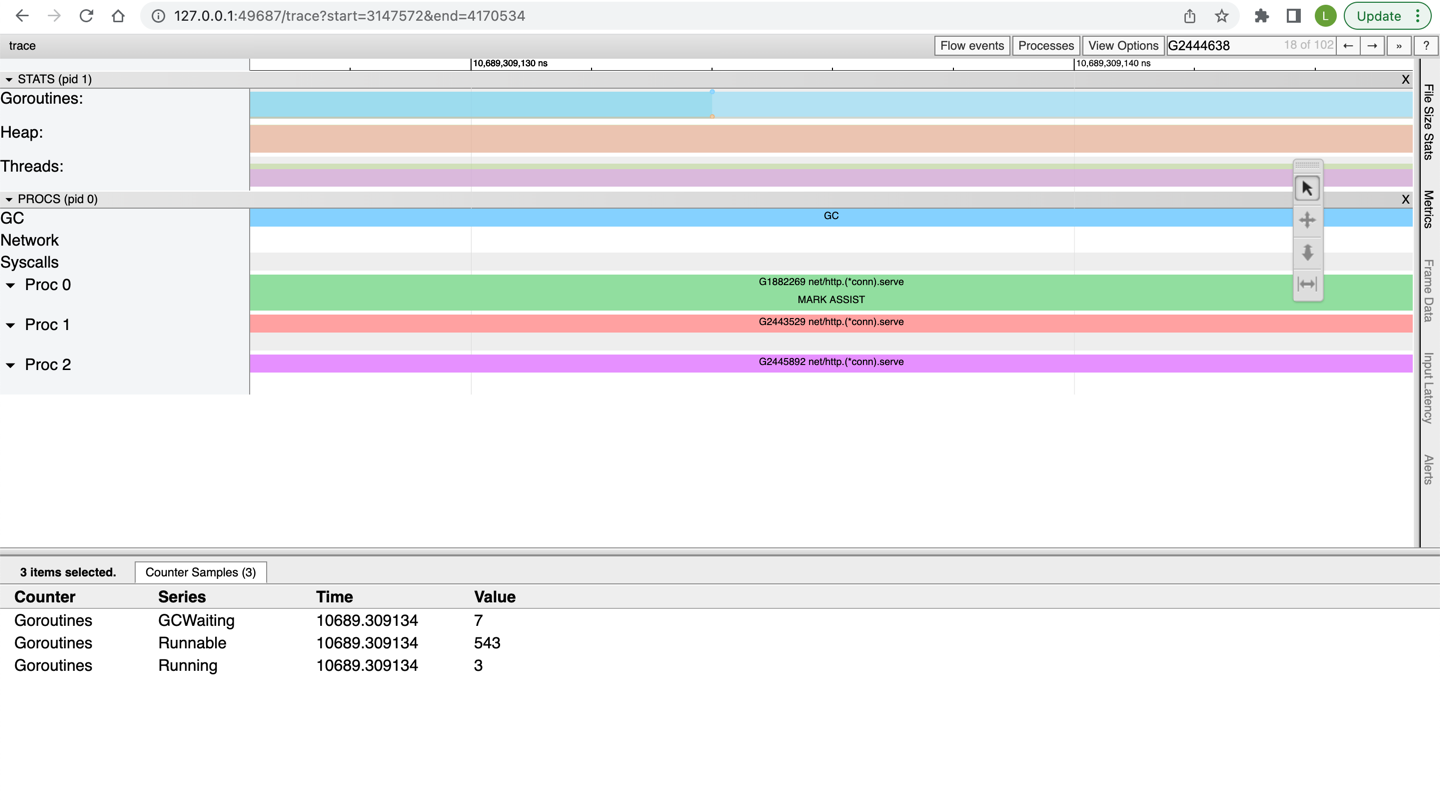 127.0.0.1:49687/trace?start=3147572&end=4170534 L Update
trace Flow events Processes View Options G2444638 18 of 102 ← → » ?
10,689,309,130 ns 10,689,309,140 ns
STATS (pid 1) X
Goroutines:
Heap:
Threads:
PROCS (pid 0) X
GC GC
Network
Syscalls
Proc 0 G1882269 net/http.(*conn).serve
MARK ASSIST
Proc 1 G2443529 net/http.(*conn).serve
Proc 2 G2445892 net/http.(*conn).serve
File Size Stats
Metrics
Frame Data
Input Latency
Alerts
3 items selected. Counter Samples (3)
Counter Series Time Value
Goroutines GCWaiting 10689.309134 7
Goroutines Runnable 10689.309134 543
Goroutines Running 10689.309134 3